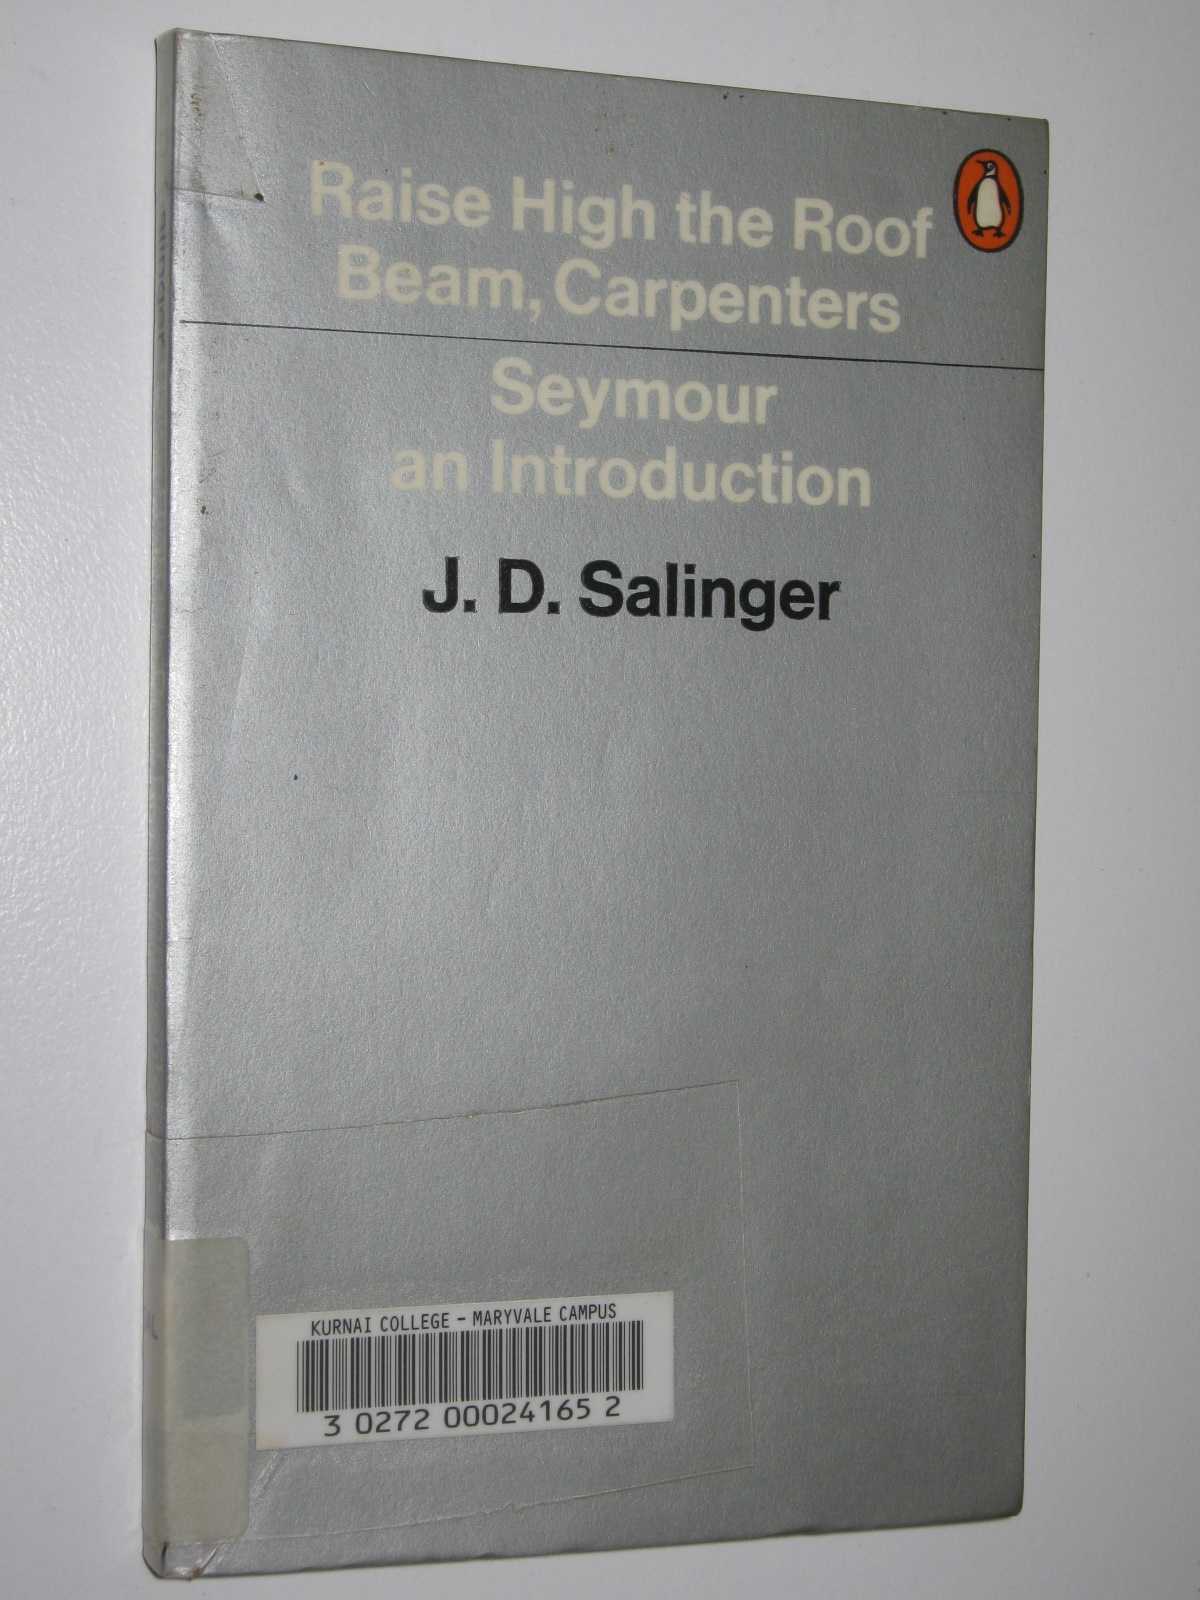 Raise High the Roof
Beam, Carpenters
Seymour
an Introduction
J. D. Salinger
KURNAI COLLEGE – MARYVALE CAMPUS
3 0272 00024165 2